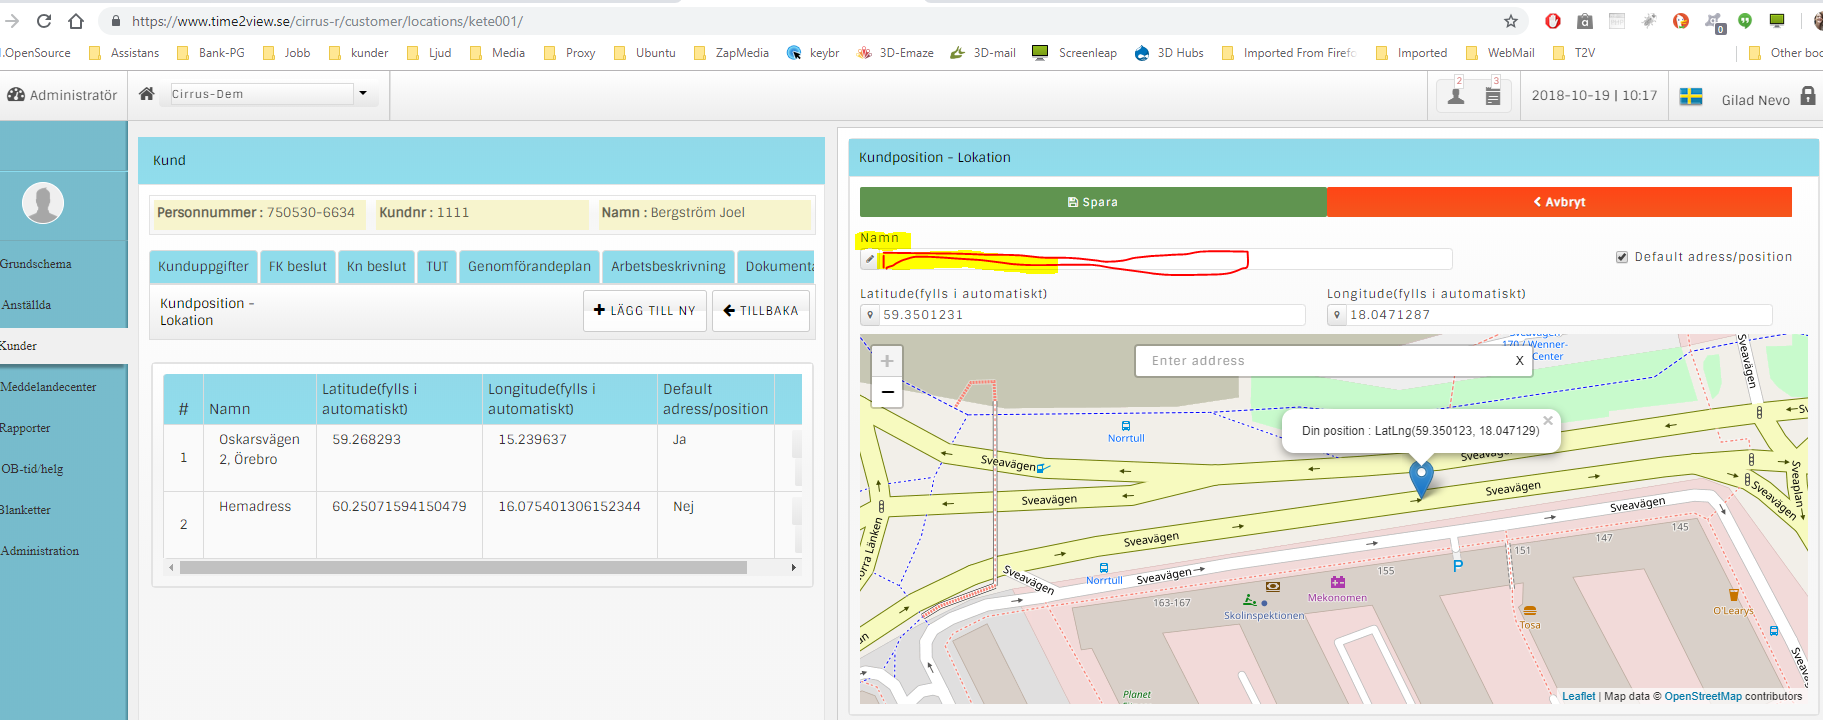 https://www.time2view.se/cirrus-r/customer/locations/kete001/
0
.OpenSource Assistans Bank-PG Jobb kunder Ljud Media Proxy Ubuntu ZapMedia keybr 3D-Emaze 3D-mail Screenleap 3D Hubs Imported From Firefo Imported WebMail T2V Other boo
Administratör Cirrus-Dem 2 3 2018-10-19 | 10:17 Gilad Nevo
Grundschema
Anställda
Kunder
Meddelandecenter
Rapporter
OB-tid/helg
Blanketter
Administration
Kund
Personnummer : 750530-6634 Kundnr : 1111 Namn : Bergström Joel
Kunduppgifter FK beslut Kn beslut TUT Genomförandeplan Arbetsbeskrivning Dokumenta
Kundposition -
Lokation
LÄGG TILL NY TILLBAKA
# Namn Latitude(fylls i automatiskt) Longitude(fylls i automatiskt) Default adress/position
1 Oskarsvägen 2, Örebro 59.268293 15.239637 Ja
2 Hemadress 60.25071594150479 16.075401306152344 Nej
Kundposition - Lokation
Spara Avbryt
Namn
Default adress/position
Latitude(fylls i automatiskt) Longitude(fylls i automatiskt)
59.3501231 18.0471287
+
−
Enter address X
170 / Wenner-
Center
Sveavägen
Norrtull
Din position : LatLng(59.350123, 18.047129) ×
Sveavägen
Sveavägen
Sveavägen
Sveavägen
Sveaplan
Sveavägen
Sveavägen
145
147
151
155
P
Norrtull
Sveavägen
Sveavägen
163-167
Skolinspektionen
Mekonomen
Tosa
O'Learys
Sveavägen
Planet
Leaflet | Map data © OpenStreetMap contributors